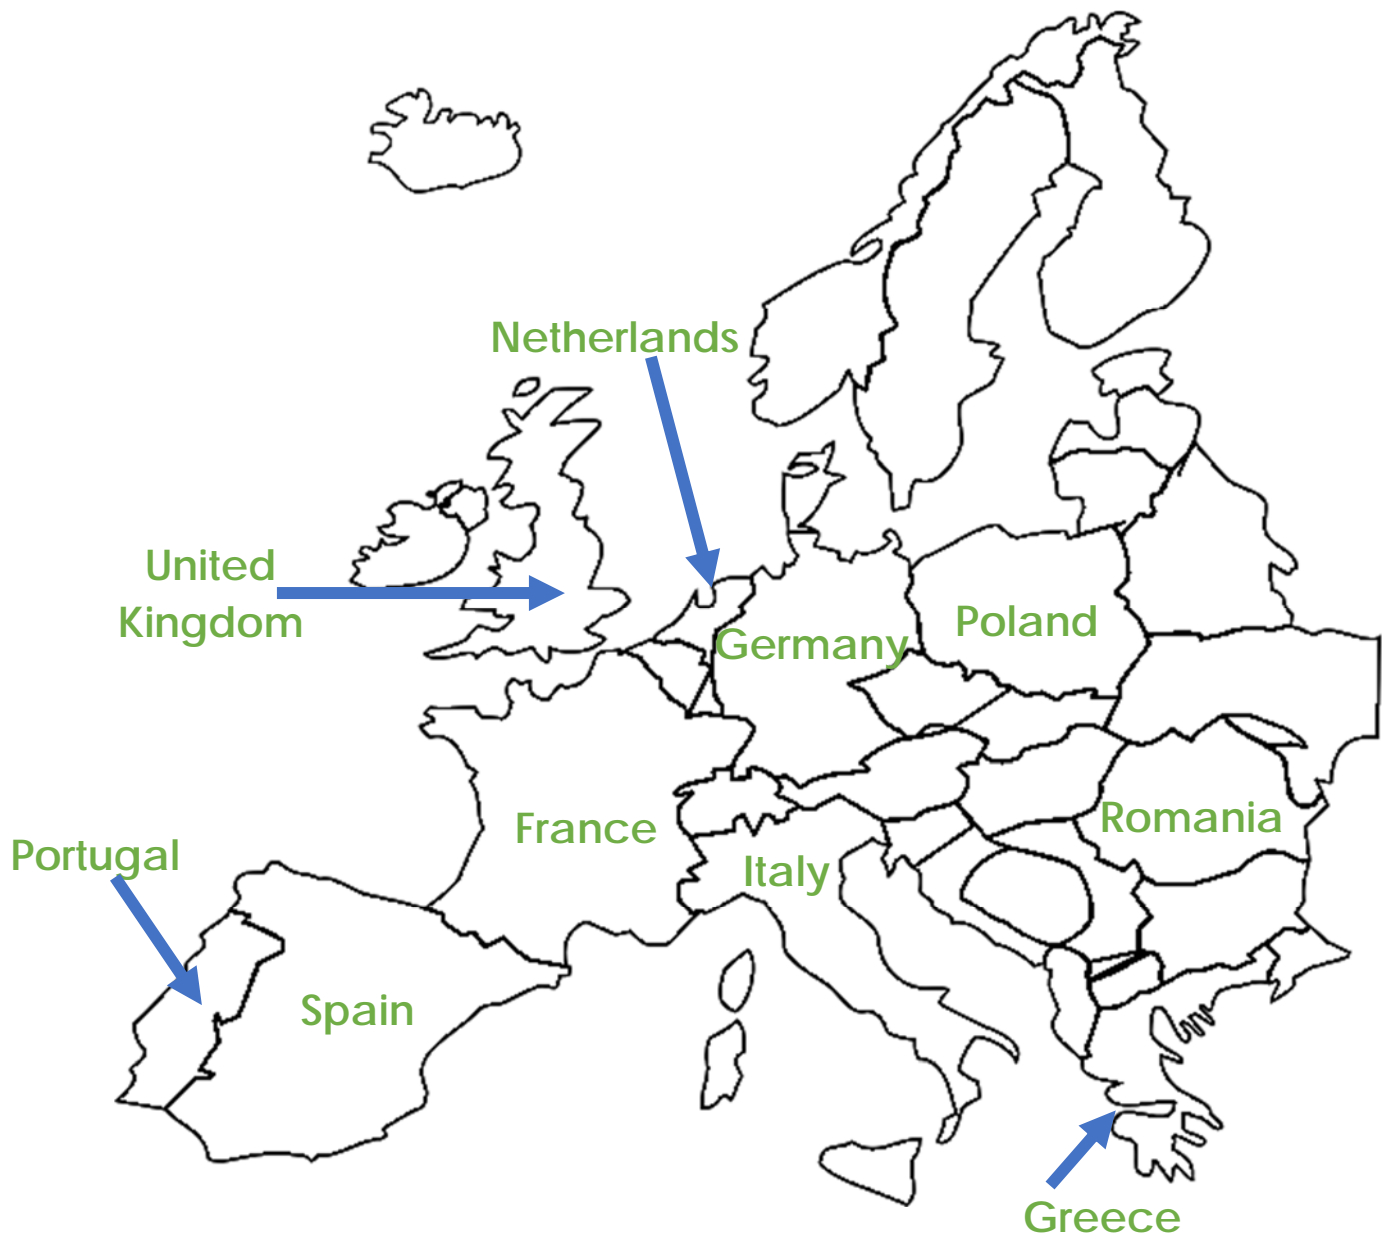 Netherlands
United
Kingdom
Germany
Poland
France
Romania
Portugal
Italy
Spain
Greece